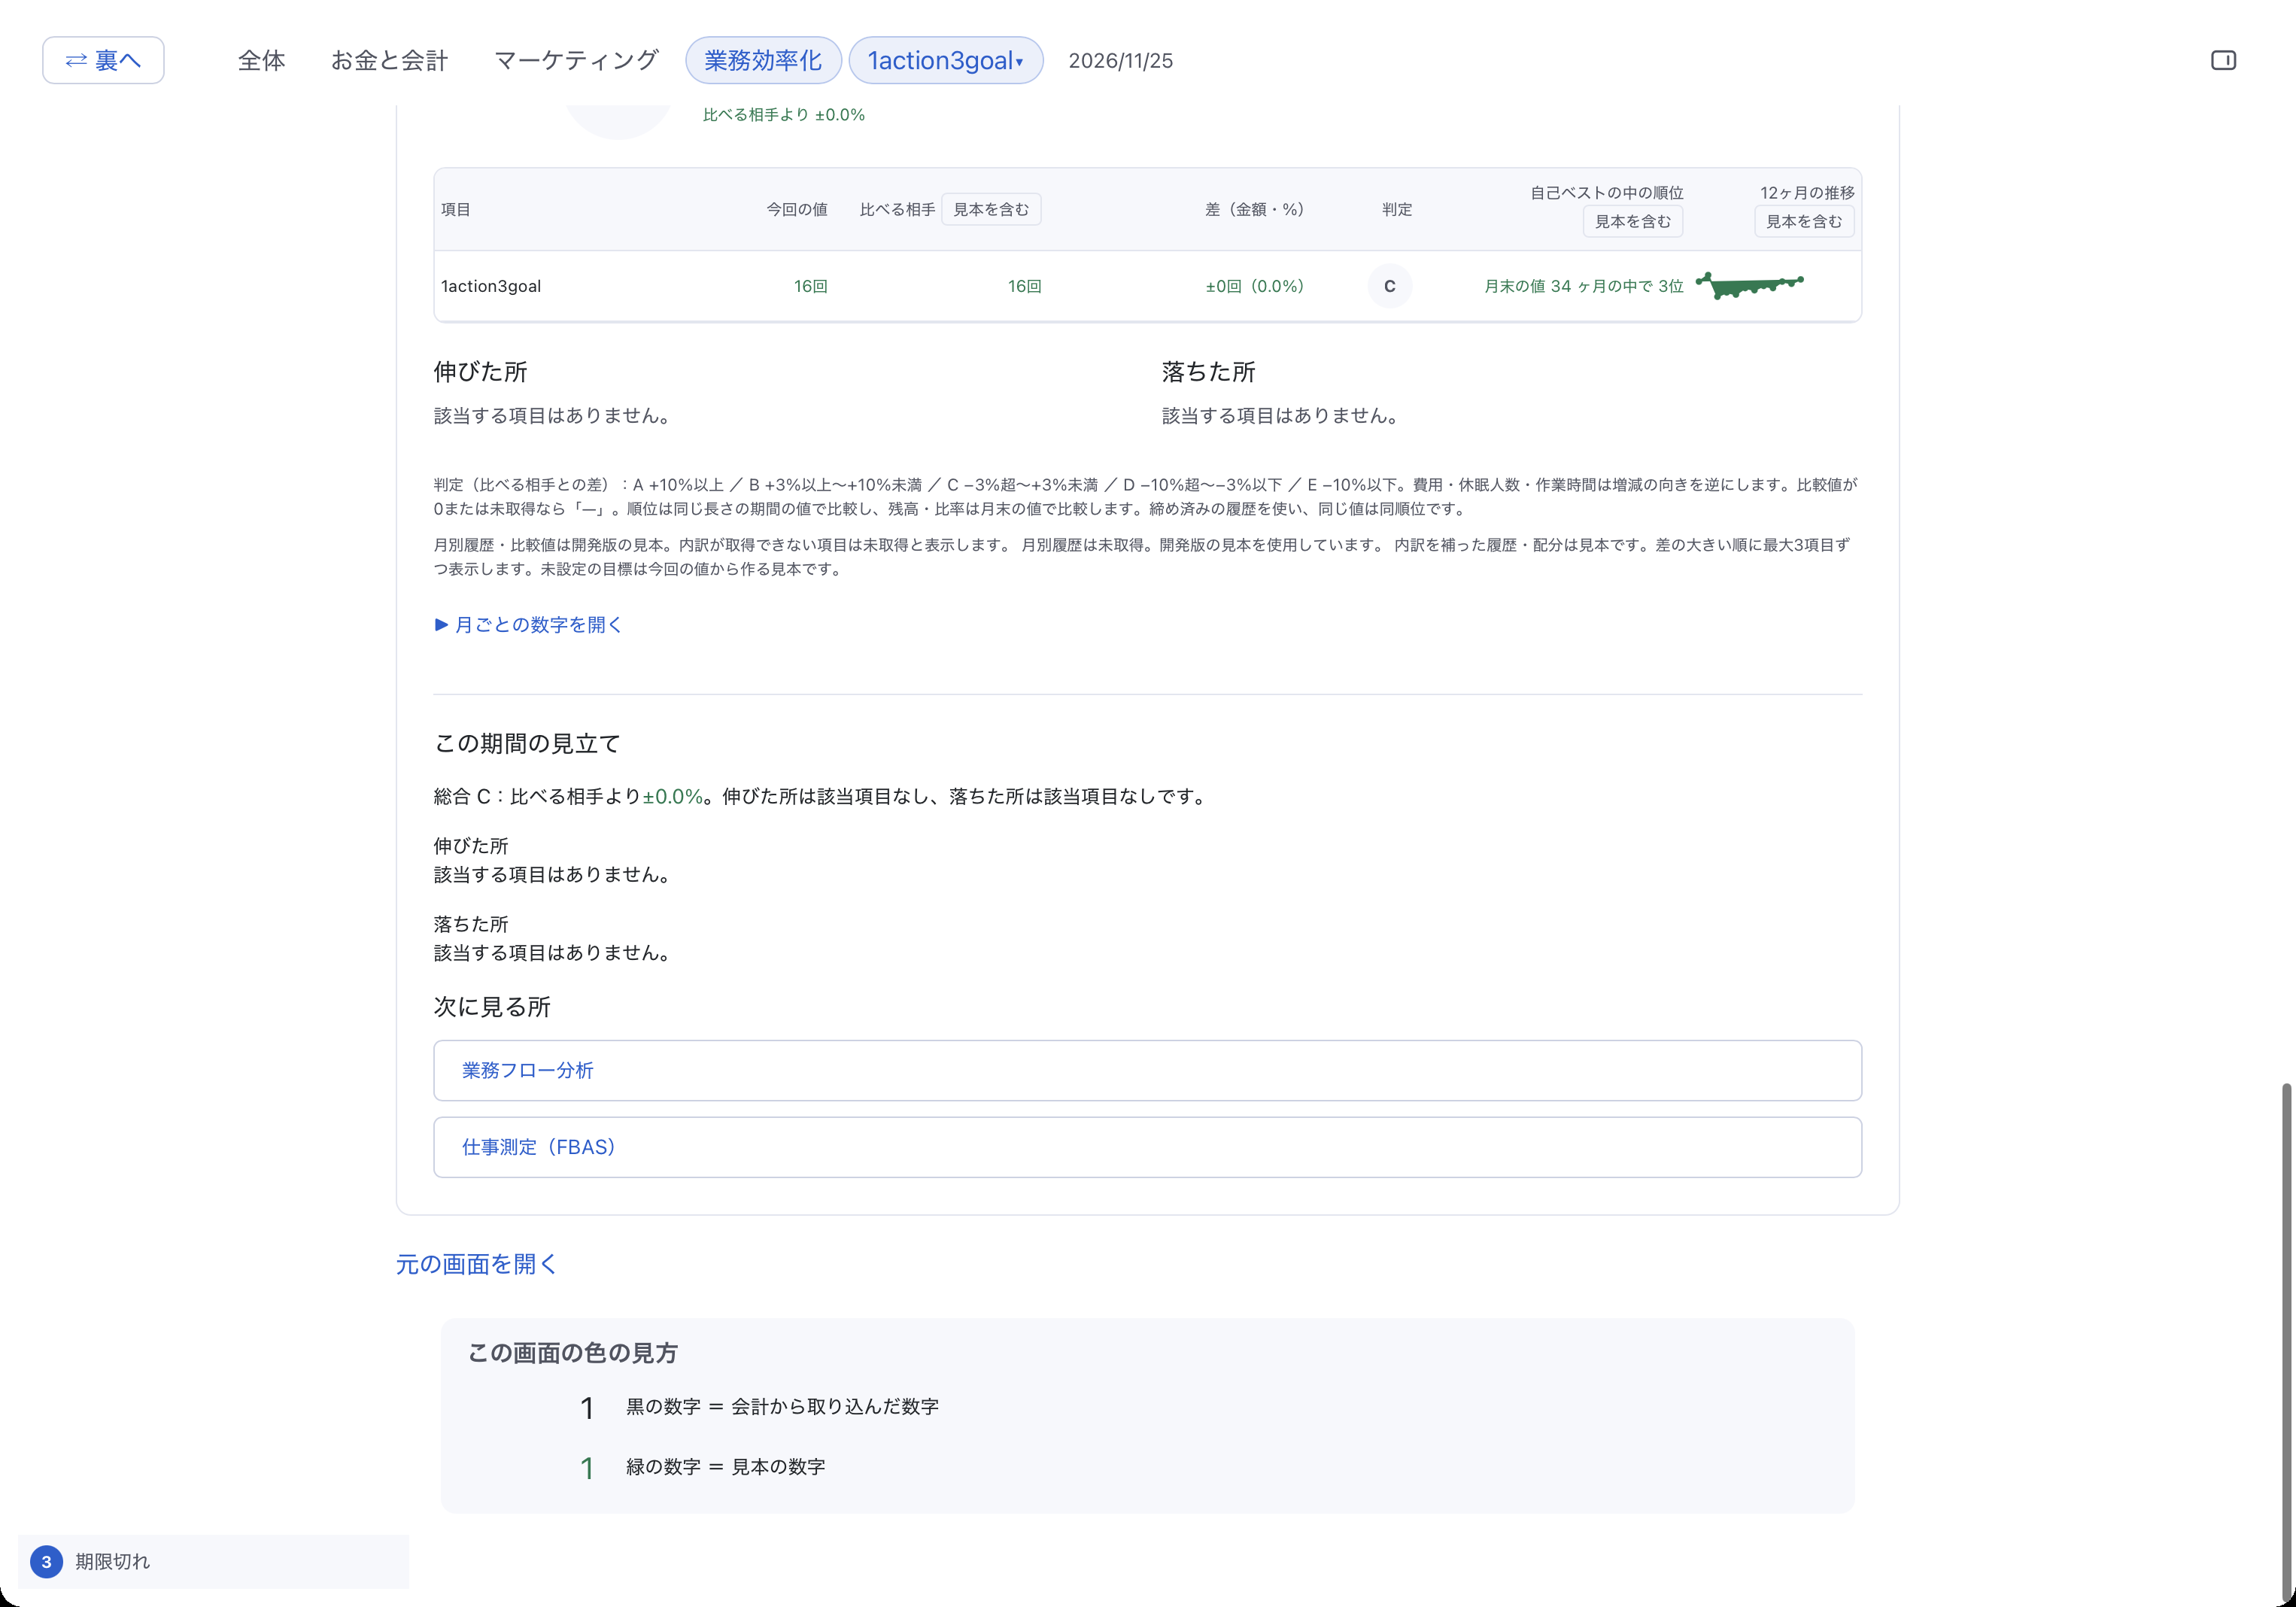 ⇄ 裏へ
全体
お金と会計
マーケティング
業務効率化
1action3goal▾
2026/11/25
比べる相手より ±0.0%
項目
今回の値
比べる相手 見本を含む
差（金額・%）
判定
自己ベストの中の順位
見本を含む
12ヶ月の推移
見本を含む
1action3goal
16回
16回
±0回（0.0%）
C
月末の値 34 ヶ月の中で 3位
伸びた所
該当する項目はありません。
落ちた所
該当する項目はありません。
判定（比べる相手との差）：A +10%以上 ／ B +3%以上〜+10%未満 ／ C −3%超〜+3%未満 ／ D −10%超〜−3%以下 ／ E −10%以下。費用・休眠人数・作業時間は増減の向きを逆にします。比較値が
0または未取得なら「—」。順位は同じ長さの期間の値で比較し、残高・比率は月末の値で比較します。締め済みの履歴を使い、同じ値は同順位です。
月別履歴・比較値は開発版の見本。内訳が取得できない項目は未取得と表示します。 月別履歴は未取得。開発版の見本を使用しています。 内訳を補った履歴・配分は見本です。差の大きい順に最大3項目ず
つ表示します。未設定の目標は今回の値から作る見本です。
▶ 月ごとの数字を開く
この期間の見立て
総合 C：比べる相手より±0.0%。伸びた所は該当項目なし、落ちた所は該当項目なしです。
伸びた所
該当する項目はありません。
落ちた所
該当する項目はありません。
次に見る所
業務フロー分析
仕事測定（FBAS）
元の画面を開く
この画面の色の見方
1 黒の数字 ＝ 会計から取り込んだ数字
1 緑の数字 ＝ 見本の数字
3 期限切れ